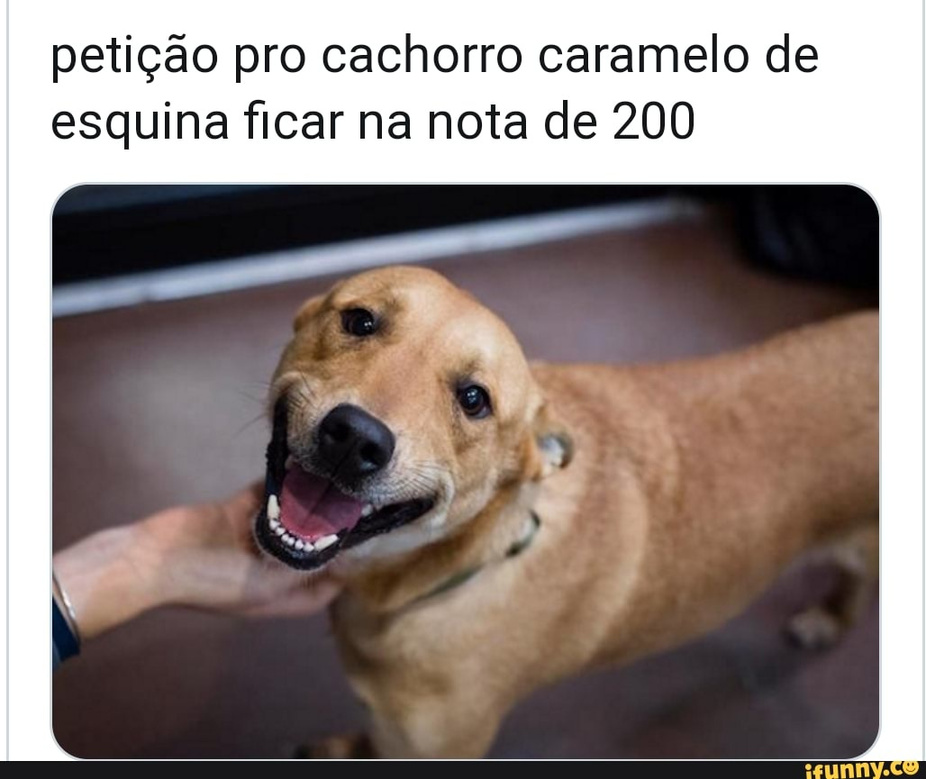 petição pro cachorro caramelo de
esquina ficar na nota de 200
ifunny.co